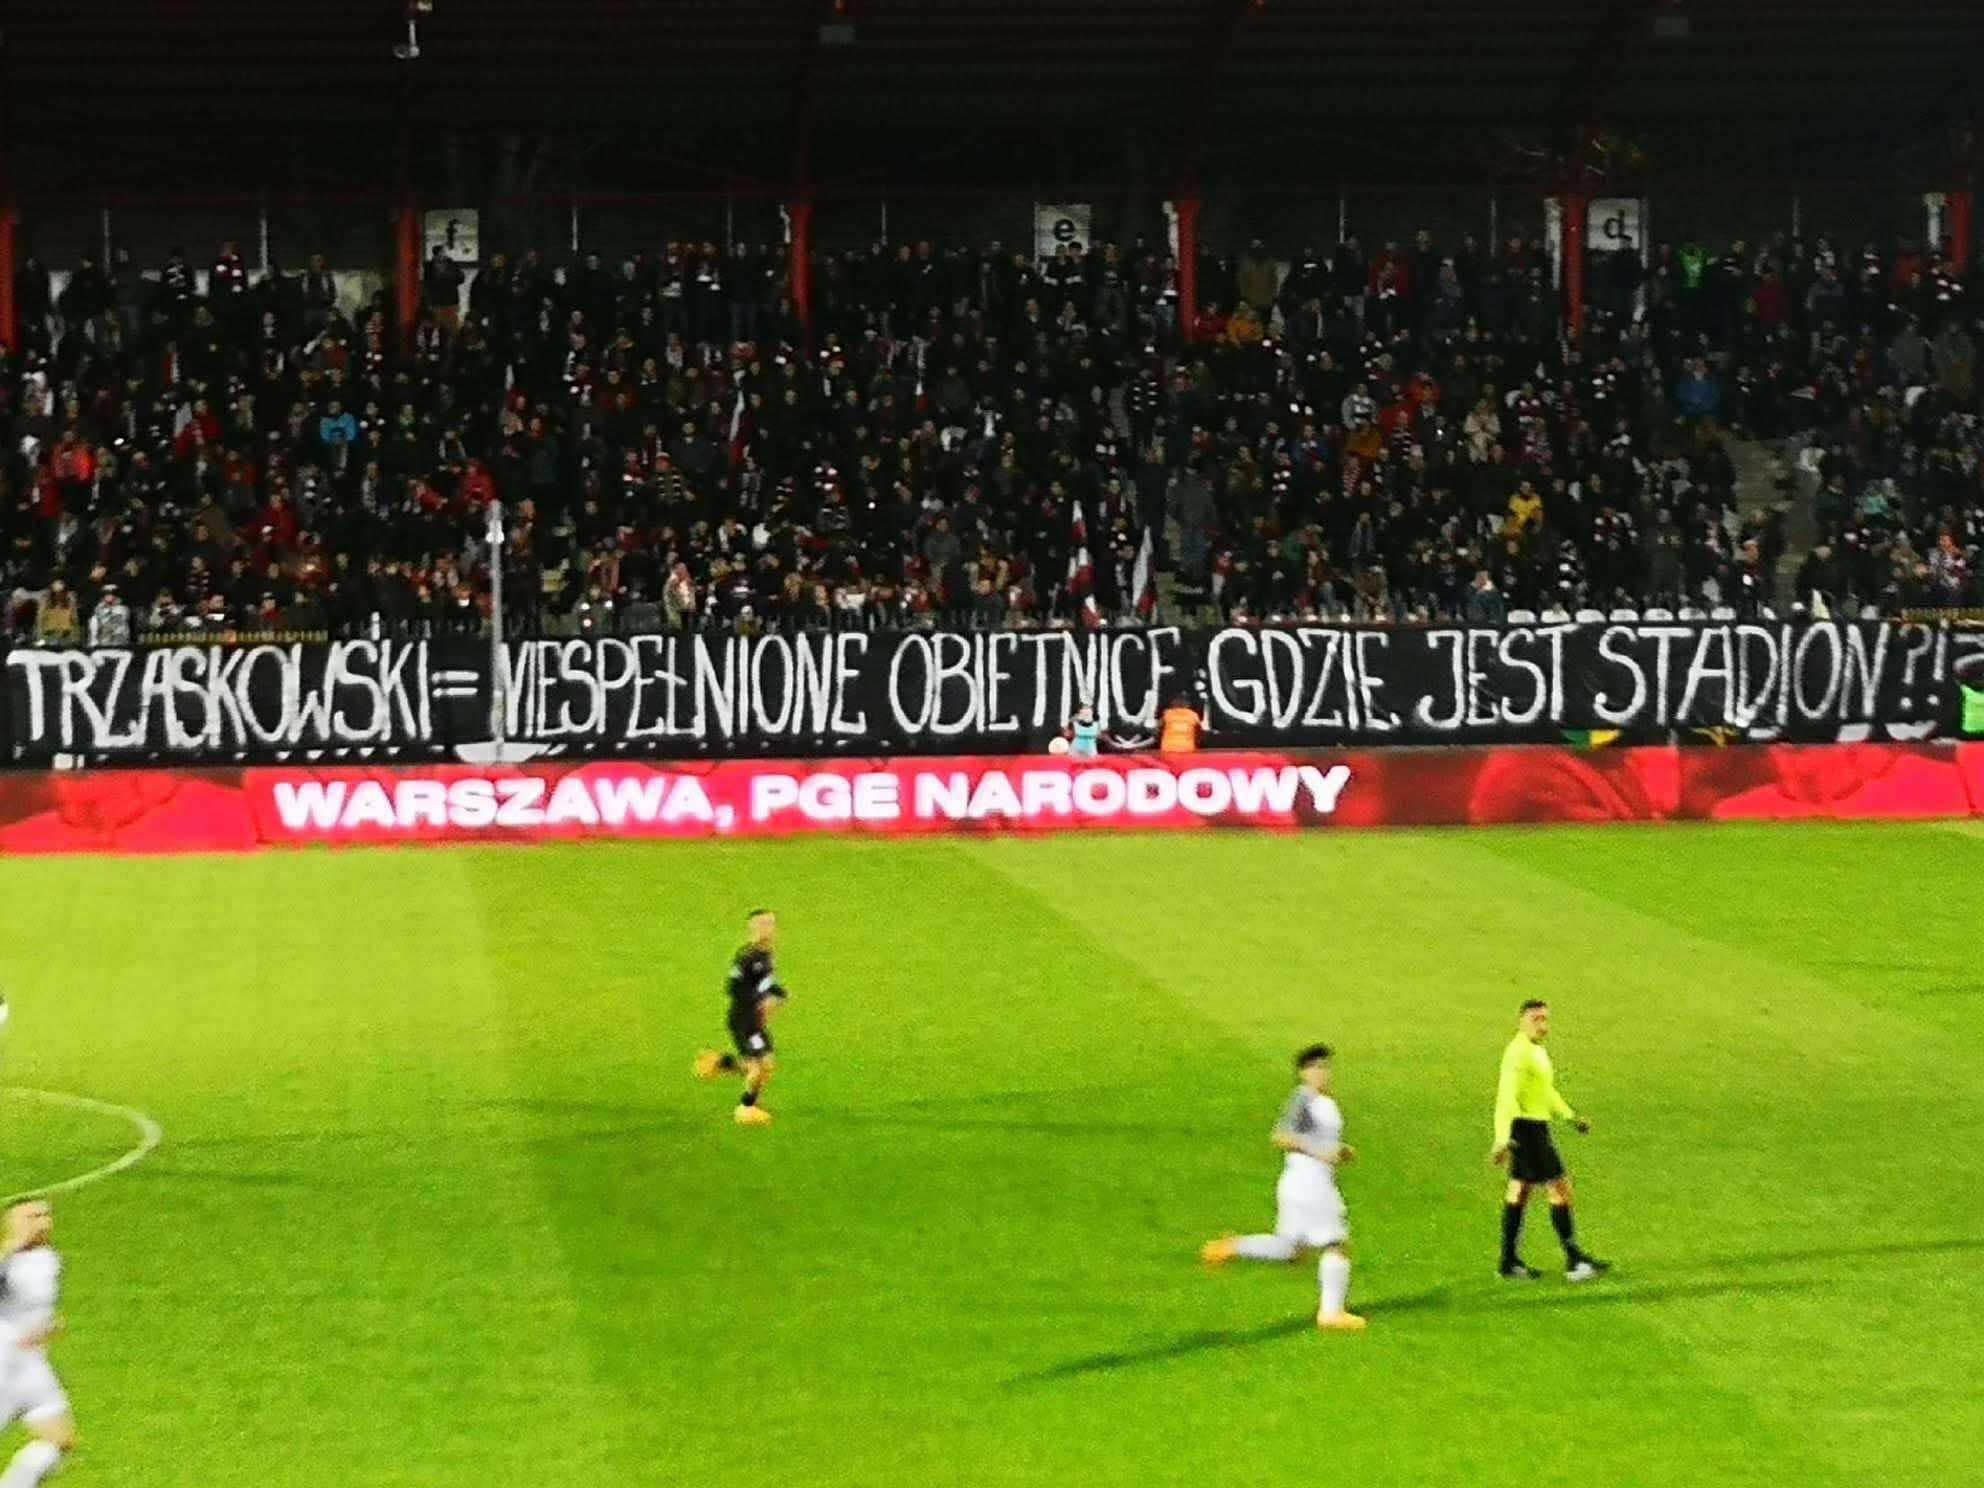 f e d
TRZASKOWSKI = NIESPEŁNIONE OBIETNICE GDZIE JEST STADION?!
WARSZAWA, PGE NARODOWY